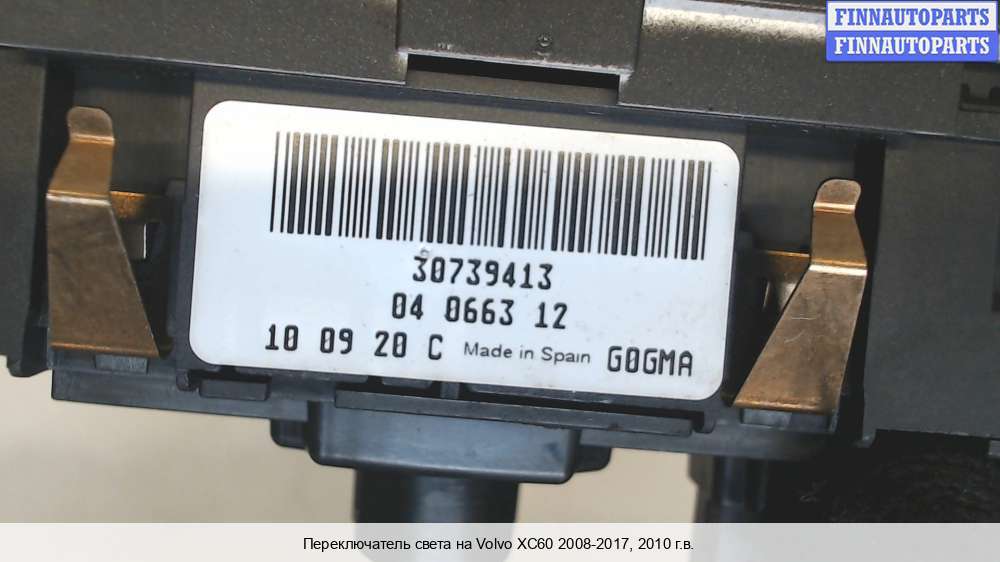 FINNAUTOPARTS
FINNAUTOPARTS
30739413
04 0663 12
10 09 20 C Made in Spain G0GMA
Переключатель света на Volvo XC60 2008-2017, 2010 г.в.